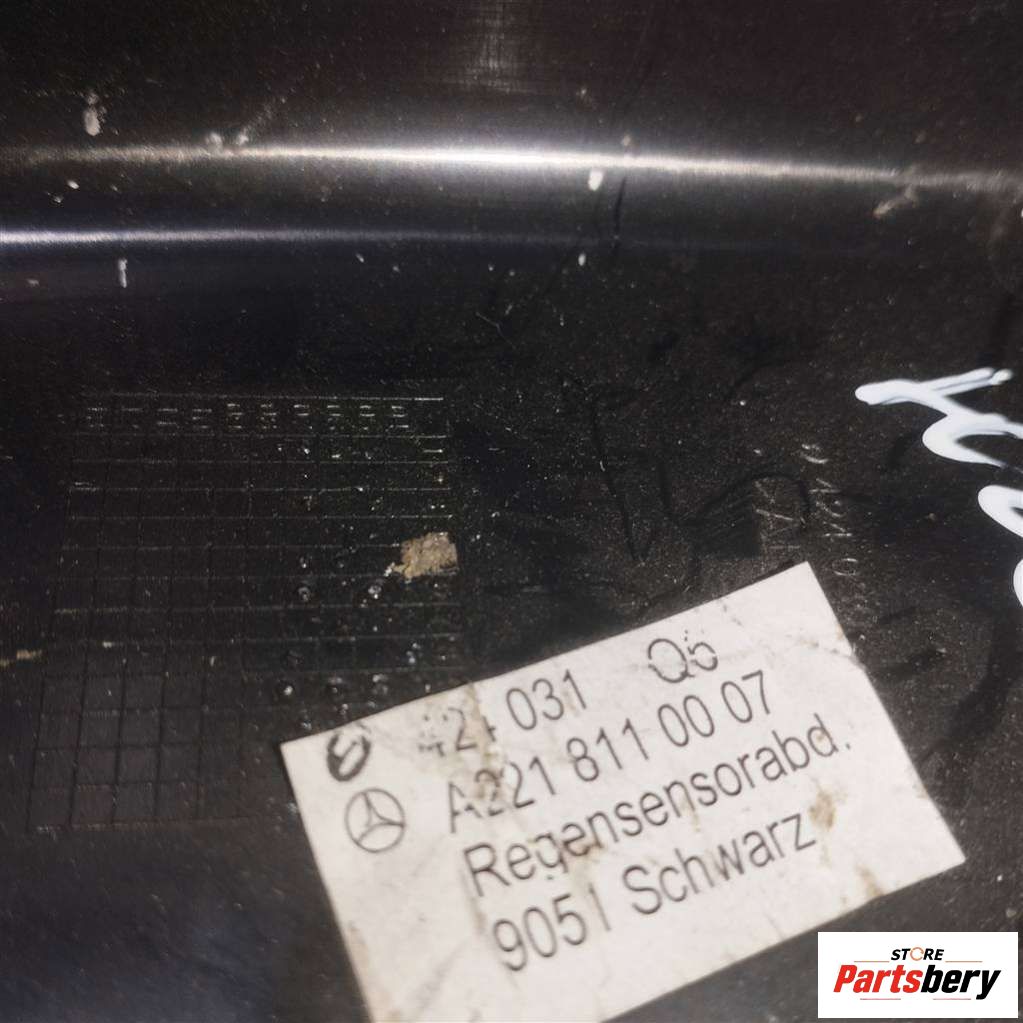 424 031 Q5
A221 811 00 07
Regensensorabd.
9051 Schwarz
STORE
Partsbery